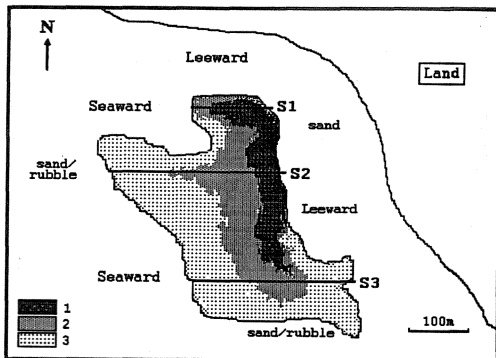 N
Leeward
Land
Seaward
S1
sand
sand/
rubble
S2
Leeward
Seaward
S3
1
2
3
sand/rubble
100m